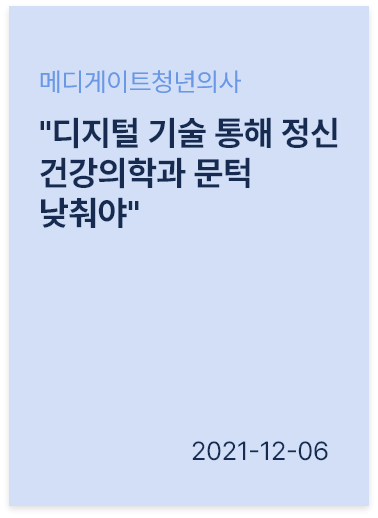 메디게이트청년의사
"디지털 기술 통해 정신
건강의학과 문턱
낮춰야"
2021-12-06